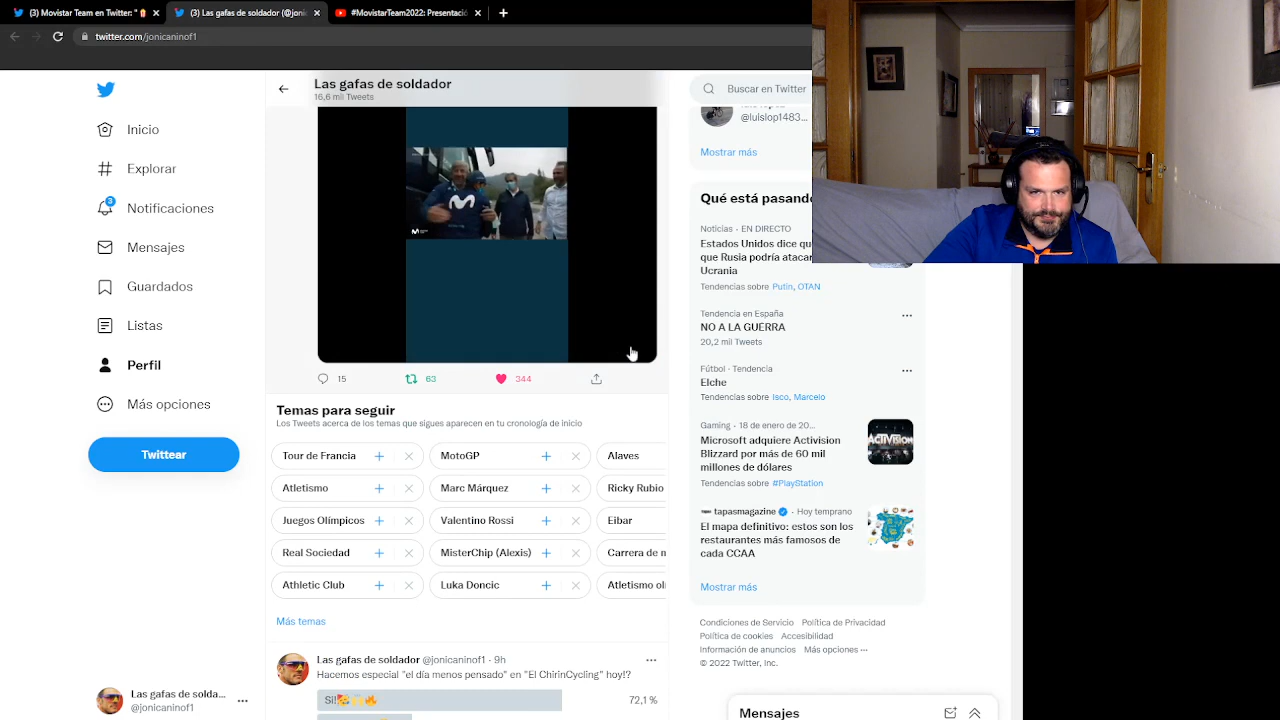 (3) Movistar Team en Twitter: "
(3) Las gafas de soldador (@joni
#MovistarTeam2022: Presentació
twitter.com/jonicaninof1
Las gafas de soldador
16,6 mil Tweets
Inicio
Explorar
3
Notificaciones
Mensajes
Guardados
Listas
Perfil
Más opciones
Twittear
Las gafas de solda...
@jonicaninof1
15
63
344
Temas para seguir
Los Tweets acerca de los temas que sigues aparecen en tu cronología de inicio
Tour de Francia
MotoGP
Alaves
Atletismo
Marc Márquez
Ricky Rubio
Juegos Olímpicos
Valentino Rossi
Eibar
Real Sociedad
MisterChip (Alexis)
Carrera de
Athletic Club
Luka Doncic
Atletismo
Más temas
Las gafas de soldador @jonicaninof1 · 9h
Hacemos especial "el día menos pensado" en "El ChirinCycling" hoy!?
Si!🥳👏🔥
72,1 %
Buscar en Twitter
@luislop1483...
Mostrar más
Qué está pasando
Noticias · EN DIRECTO
Estados Unidos dice
que Rusia podría atacar
Ucrania
Tendencias sobre Putin, OTAN
Tendencia en España
NO A LA GUERRA
20,2 mil Tweets
Fútbol · Tendencia
Elche
Tendencias sobre Isco, Marcelo
Gaming · 18 de enero de 20...
Microsoft adquiere Activision
Blizzard por más de 60 mil
millones de dólares
Tendencias sobre #PlayStation
ACTIVISION
tapasmagazine · Hoy temprano
El mapa definitivo: estos son los
restaurantes más famosos de
cada CCAA
Mostrar más
Condiciones de Servicio Política de Privacidad
Política de cookies Accesibilidad
Información de anuncios Más opciones ···
© 2022 Twitter, Inc.
Mensajes